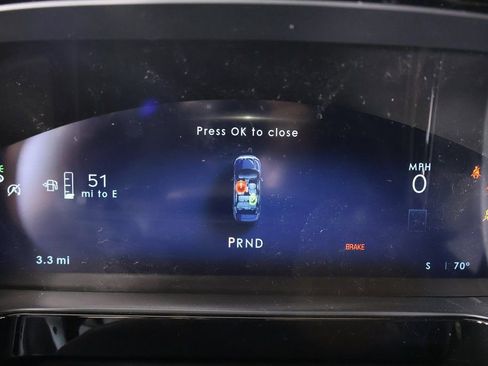 Press OK to close
51
mi to E
MPH
0
PRND
BRAKE
3.3 mi
S 70°